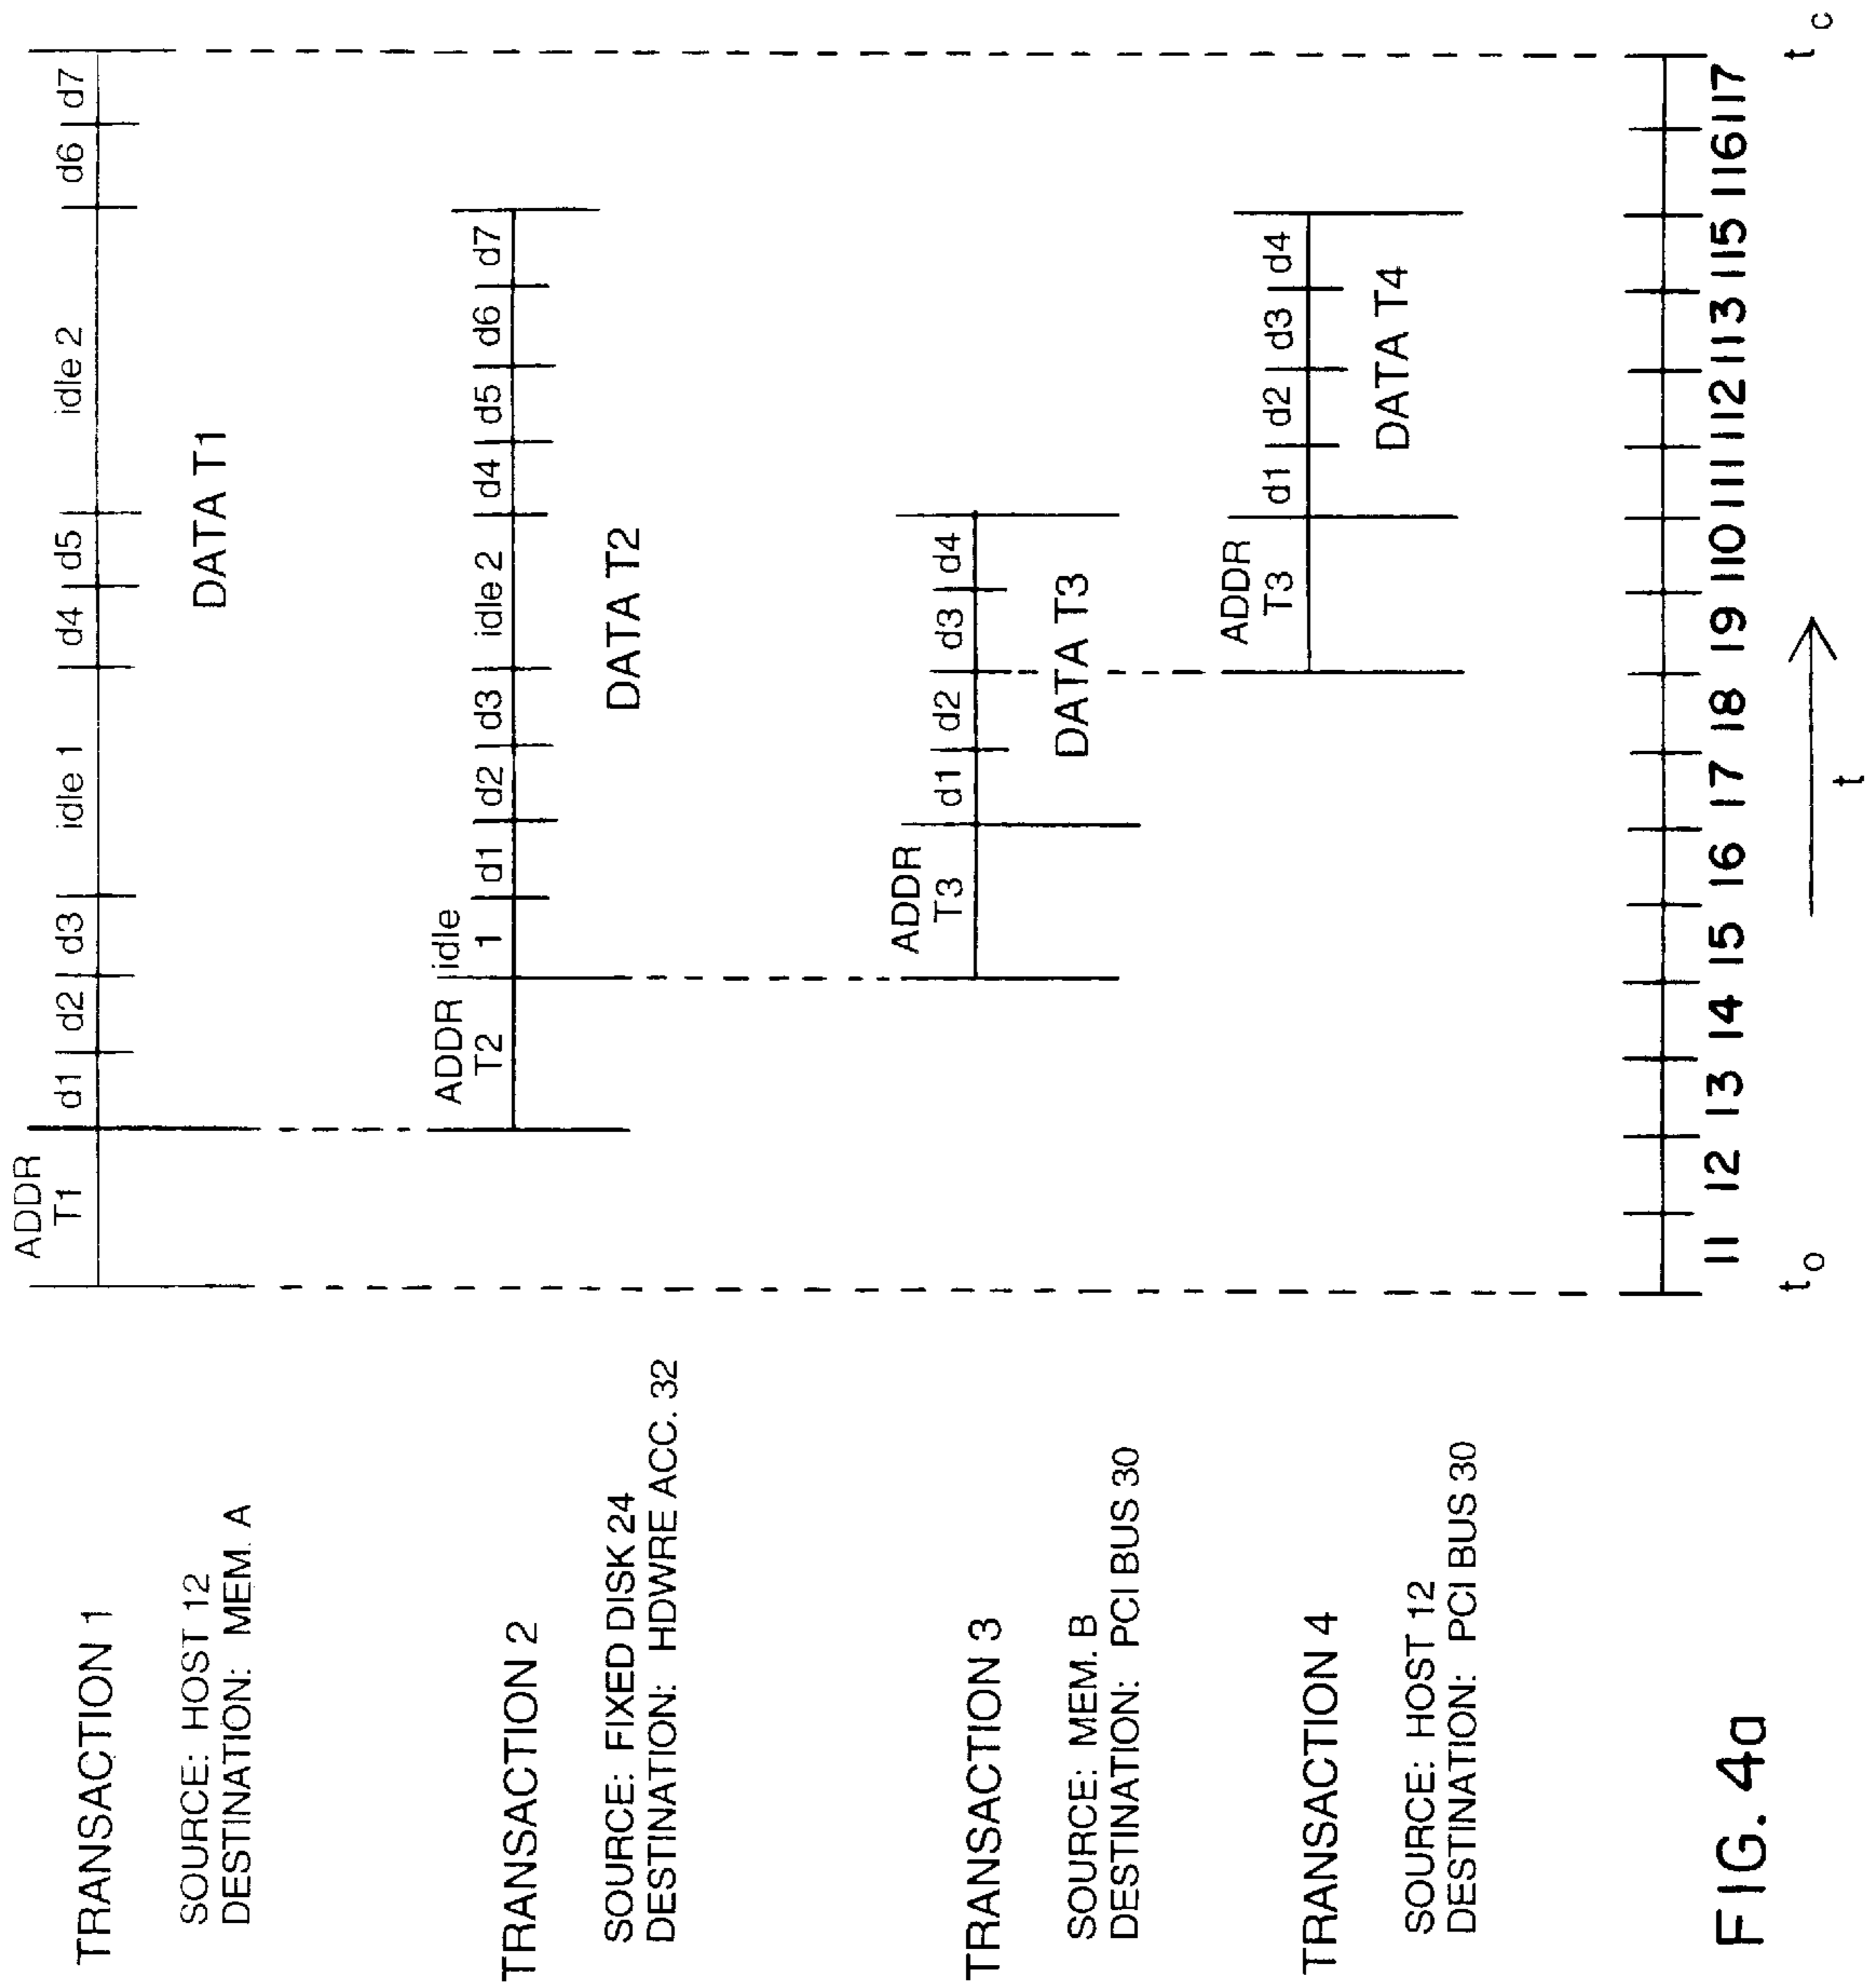 TRANSACTION 1
SOURCE: HOST 12
DESTINATION: MEM. A
ADDR
T1
d1 d2 d3 idle 1 d4 d5 idle 2 d6 d7
DATA T1
TRANSACTION 2
SOURCE: FIXED DISK 24
DESTINATION: HDWRE ACC. 32
ADDR
T2
idle
1
d1 d2 d3 idle 2 d4 d5 d6 d7
DATA T2
TRANSACTION 3
SOURCE: MEM. B
DESTINATION: PCI BUS 30
ADDR
T3
d1 d2 d3 d4
DATA T3
TRANSACTION 4
SOURCE: HOST 12
DESTINATION: PCI BUS 30
ADDR
T3
d1 d2 d3 d4
DATA T4
I1 I2 I3 I4 I5 I6 I7 I8 I9 I10 I11 I12 I13 I15 I16 I17
to t tc
FIG. 4a